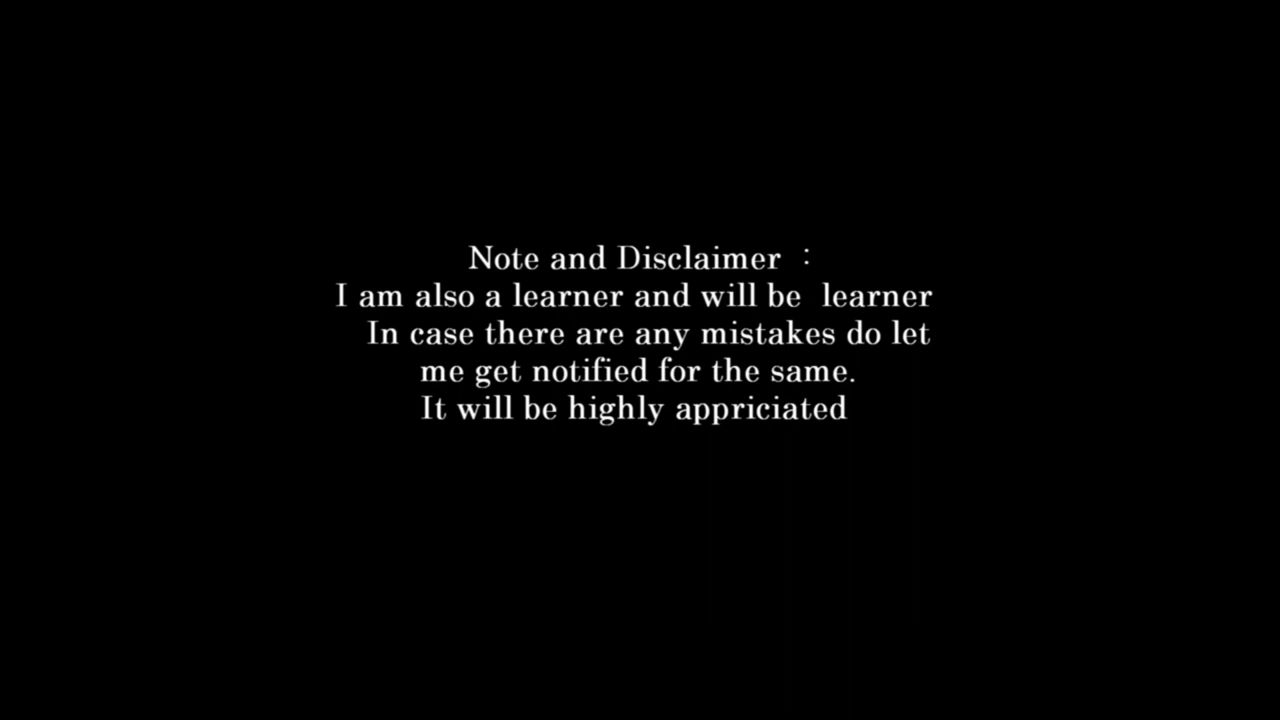 Note and Disclaimer :
I am also a learner and will be learner
In case there are any mistakes do let
me get notified for the same.
It will be highly appriciated